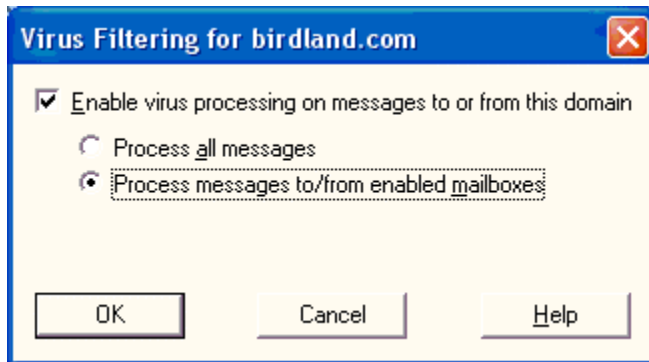 Virus Filtering for birdland.com
Enable virus processing on messages to or from this domain
Process all messages
Process messages to/from enabled mailboxes
OK Cancel Help